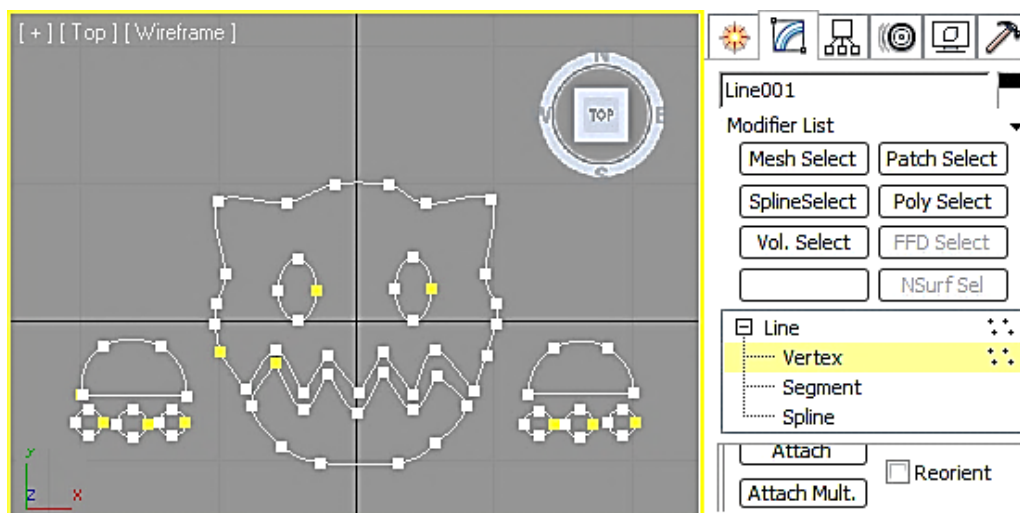 [ + ] [ Top ] [ Wireframe ]
N
TOP
E
S
y
z
x
Line001
Modifier List
Mesh Select
Patch Select
SplineSelect
Poly Select
Vol. Select
FFD Select
NSurf Sel
Line
Vertex
Segment
Spline
Attach
Reorient
Attach Mult.